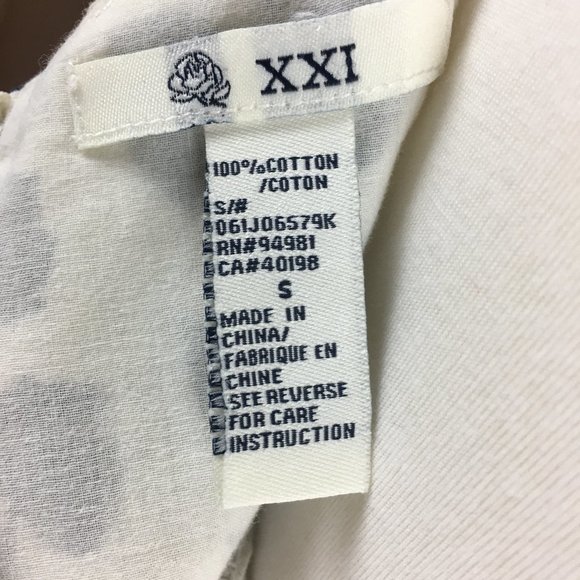 XXI
100%COTTON
/COTON
S/#
061J06579K
RN#94981
CA#40198
S
MADE IN
CHINA/
FABRIQUE EN
CHINE
SEE REVERSE
FOR CARE
INSTRUCTION